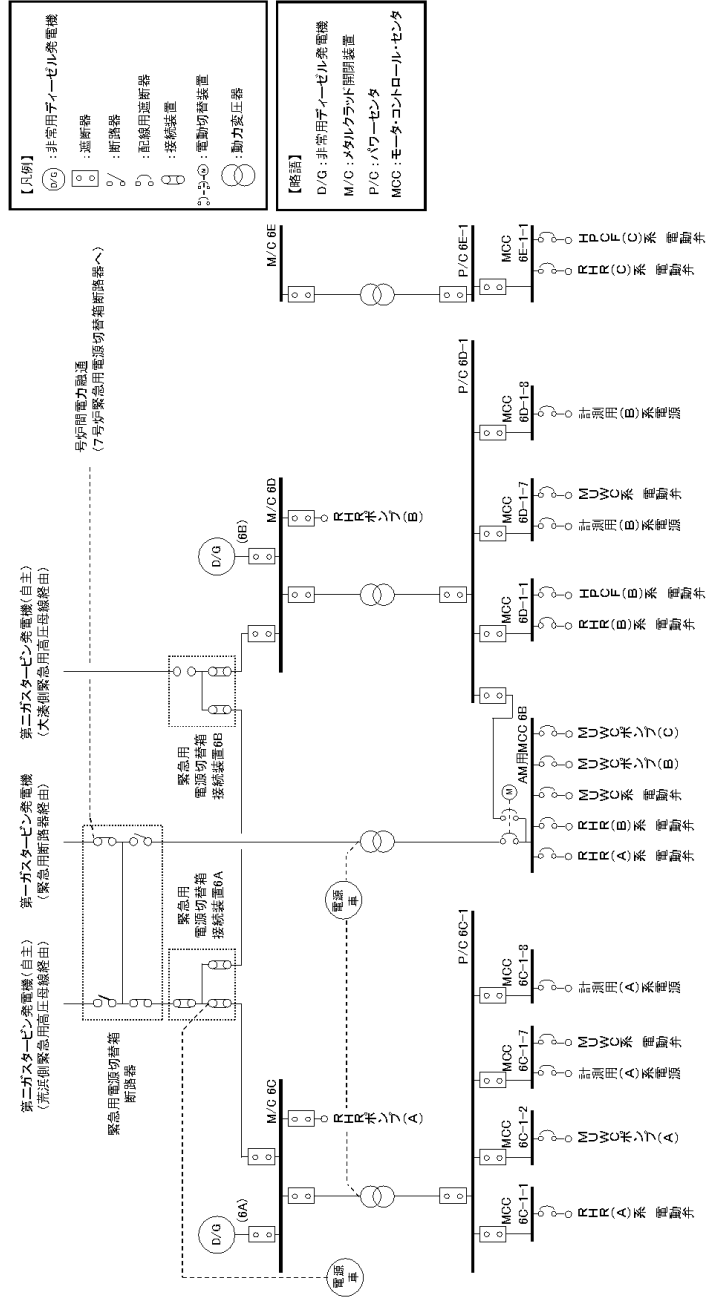 第二ガスタービン発電機(自主)
(荒浜側緊急用高圧母線経由)
第一ガスタービン発電機
(緊急用断路器経由)
第二ガスタービン発電機(自主)
(大湊側緊急用高圧母線経由)
号炉間電力融通
(7号炉緊急用電源切替箱断路器へ)
緊急用電源切替箱
断路器
緊急用
電源切替箱
接続装置6A
緊急用
電源切替箱
接続装置6B
D/G
(6A)
M/C 6C
RHRポンプ(A)
D/G
(6B)
M/C 6D
RHRポンプ(B)
M/C 6E
電源
車
電源
車
P/C 6C-1
P/C 6D-1
P/C 6E-1
MCC
6C-1-1
RHR(A)系 電動弁
MCC
6C-1-2
MUWCポンプ(A)
MCC
6C-1-7
計測用(A)系電源
MUWC系 電動弁
MCC
6C-1-8
計測用(A)系電源
AM用MCC 6B
M
RHR(A)系 電動弁
RHR(B)系 電動弁
MUWC系 電動弁
MUWCポンプ(B)
MUWCポンプ(C)
MCC
6D-1-1
RHR(B)系 電動弁
HPCF(B)系 電動弁
MCC
6D-1-7
計測用(B)系電源
MUWC系 電動弁
MCC
6D-1-8
計測用(B)系電源
MCC
6E-1-1
RHR(C)系 電動弁
HPCF(C)系 電動弁
【凡例】
D/G :非常用ディーゼル発電機
:遮断器
:断路器
:配線用遮断器
:接続装置
M :電動切替装置
:動力変圧器
【略語】
D/G :非常用ディーゼル発電機
M/C :メタルクラッド開閉装置
P/C :パワーセンタ
MCC :モータ・コントロール・センタ